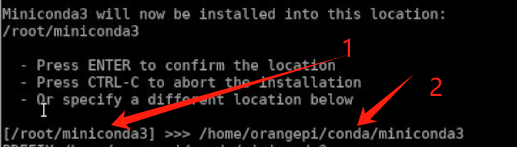 Miniconda3 will now be installed into this location:
/root/miniconda3
- Press ENTER to confirm the location
- Press CTRL-C to abort the installation
- Or specify a different location below
[/root/miniconda3] >>> /home/orangepi/conda/miniconda3
1
2